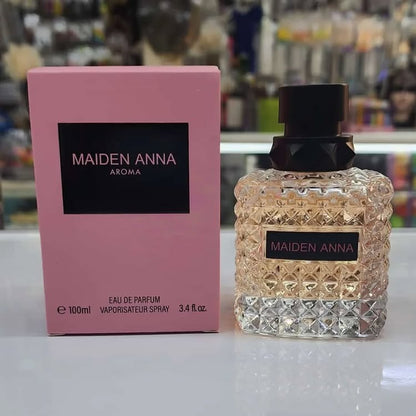 MAIDEN ANNA
AROMA
EAU DE PARFUM
℮ 100ml VAPORISATEUR SPRAY 3.4 fl.oz.
MAIDEN ANNA